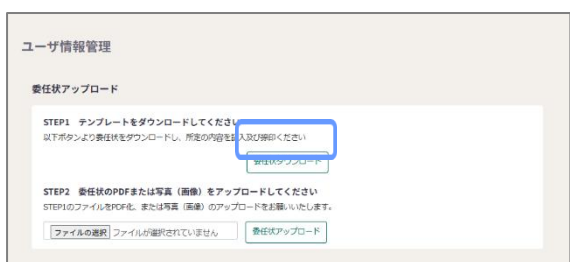 ユーザ情報管理
委任状アップロード
STEP1 テンプレートをダウンロードしてください
以下ボタンより委任状をダウンロードし、所定の内容を記入及び捺印ください
委任状ダウンロード
STEP2 委任状のPDFまたは写真（画像）をアップロードしてください
STEP1のファイルをPDF化、または写真（画像）のアップロードをお願いいたします。
ファイルの選択 ファイルが選択されていません 委任状アップロード